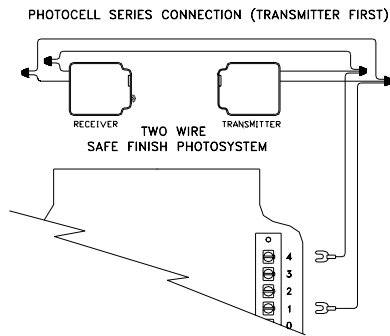 PHOTOCELL SERIES CONNECTION (TRANSMITTER FIRST)
RECEIVER
TRANSMITTER
TWO WIRE
SAFE FINISH PHOTOSYSTEM
4
3
2
1
0